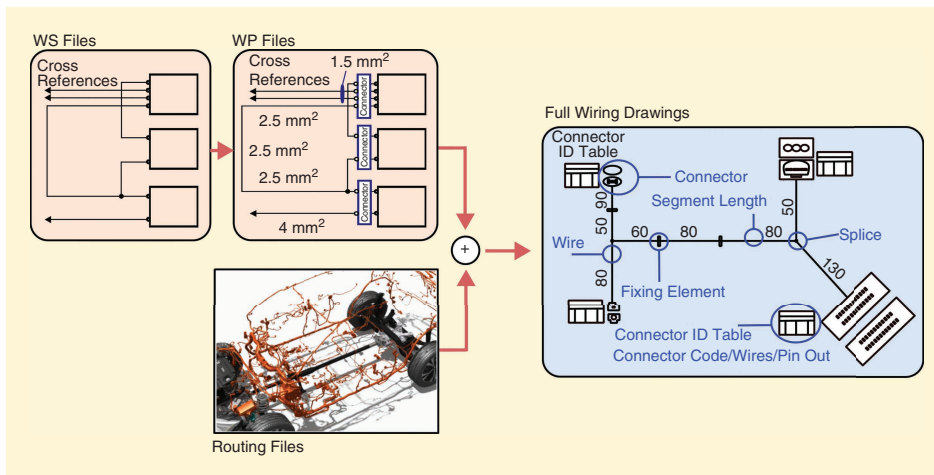 WS Files
Cross
References
WP Files
Cross
References
1.5 mm²
Connector
2.5 mm²
Connector
2.5 mm²
2.5 mm²
Connector
4 mm²
+
Routing Files
Full Wiring Drawings
Connector
ID Table
Connector
Segment Length
90
50
50
60
80
80
Wire
Splice
80
130
Fixing Element
Connector ID Table
Connector Code/Wires/Pin Out